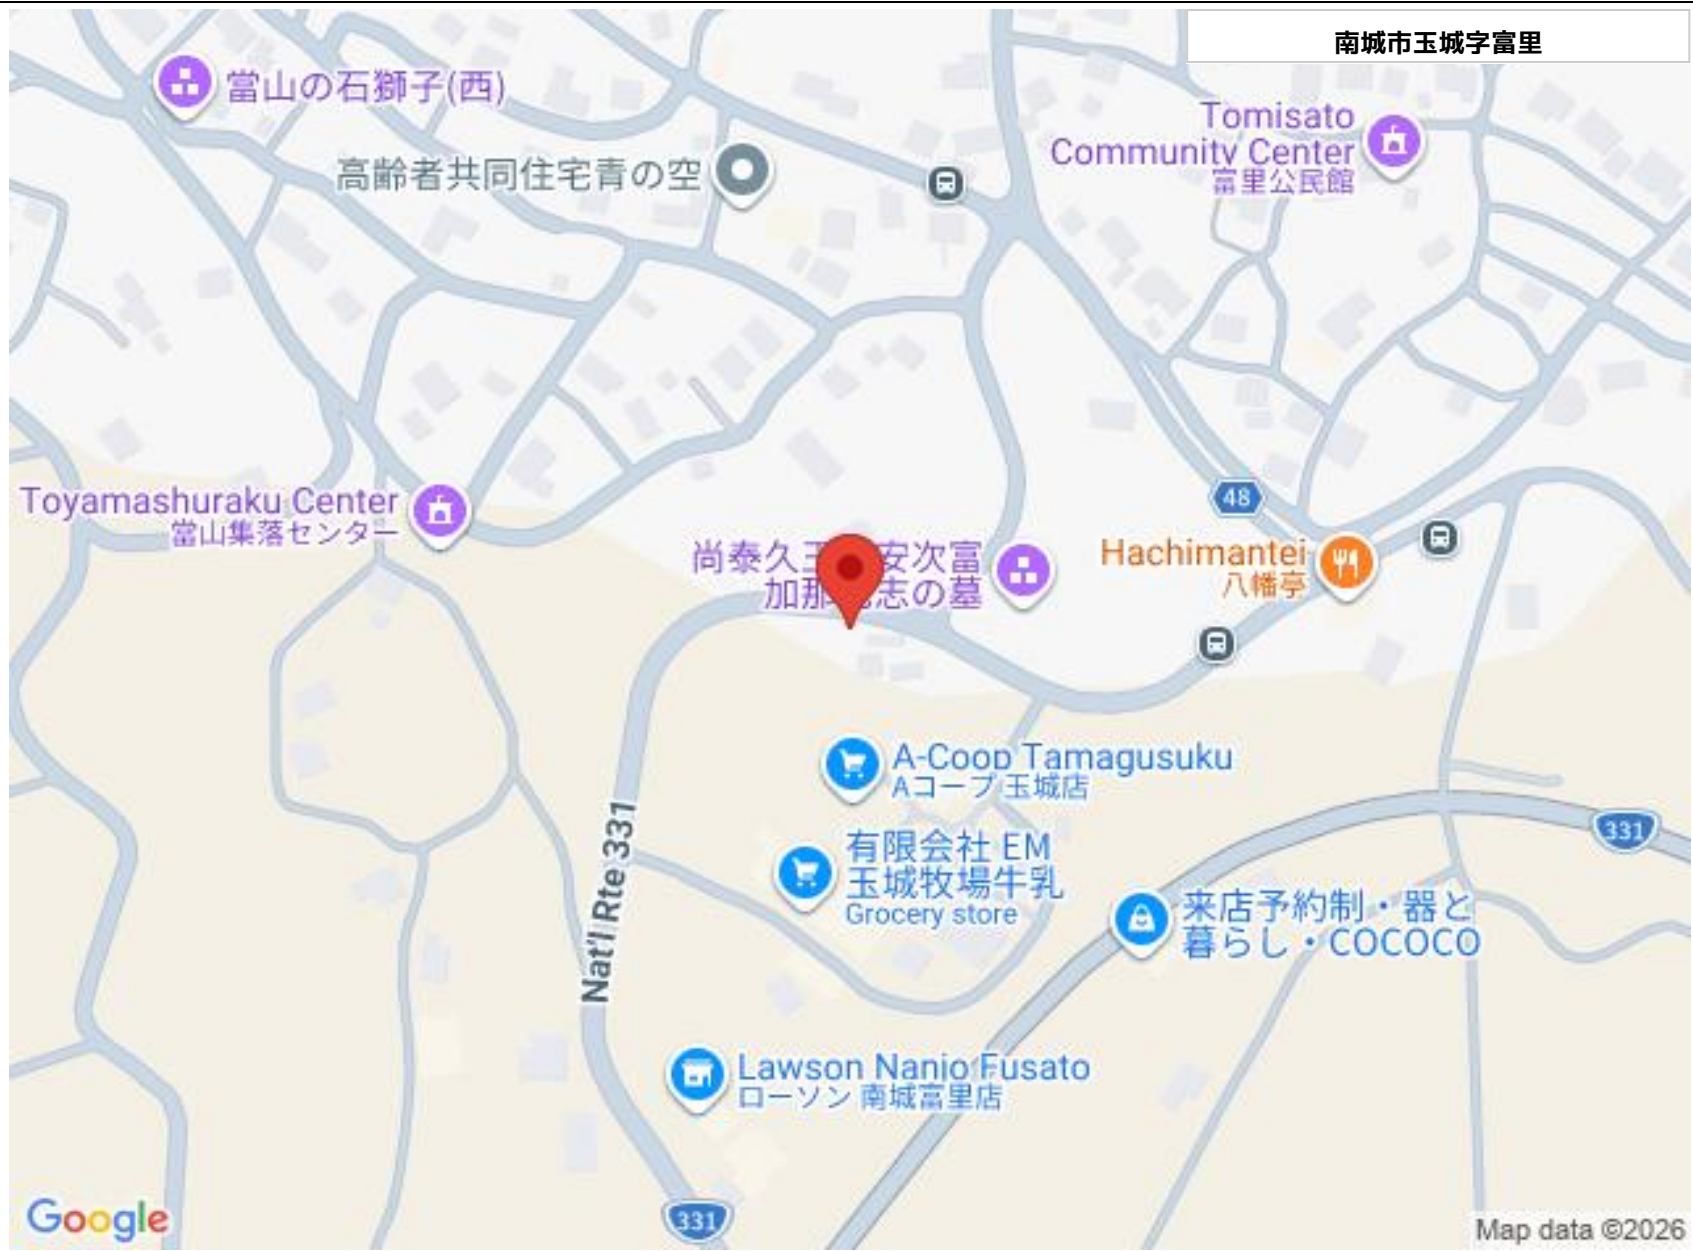 南城市玉城字富里
當山の石獅子(西)
Tomisato
Community Center
富里公民館
高齢者共同住宅青の空
48
Toyamashuraku Center
當山集落センター
尚泰久王 安次富
加那 志の墓
Hachimantei
八幡亭
A-Coop Tamagusuku
Aコープ 玉城店
331
Nat'l Rte 331
有限会社 EM
玉城牧場牛乳
Grocery store
来店予約制・器と
暮らし・COCOCO
Lawson Nanjo Fusato
ローソン 南城富里店
331
Google
Map data ©2026